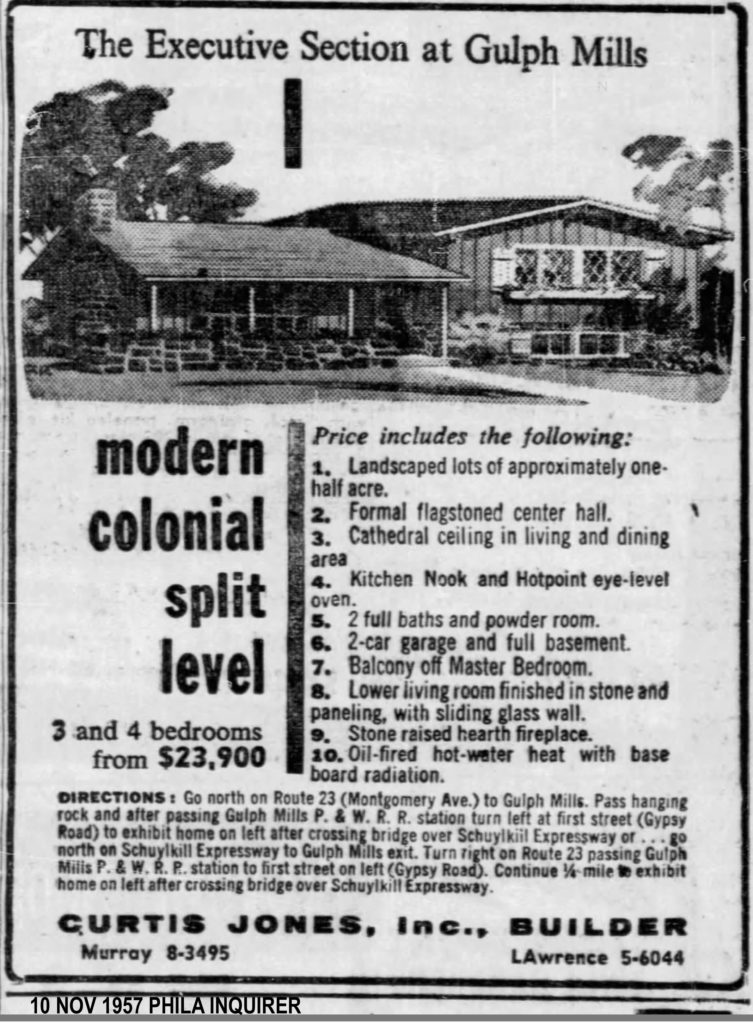 The Executive Section at Gulph Mills
modern
colonial
split
level
3 and 4 bedrooms
from $23,900
Price includes the following:
1. Landscaped lots of approximately one-
half acre.
2. Formal flagstoned center hall.
3. Cathedral ceiling in living and dining
area
4. Kitchen Nook and Hotpoint eye-level
oven.
5. 2 full baths and powder room.
6. 2-car garage and full basement.
7. Balcony off Master Bedroom.
8. Lower living room finished in stone and
paneling, with sliding glass wall.
9. Stone raised hearth fireplace.
10. Oil-fired hot-water heat with base
board radiation.
DIRECTIONS: Go north on Route 23 (Montgomery Ave.) to Gulph Mills. Pass hanging
rock and after passing Gulph Mills P. & W. R. R. station turn left at first street (Gypsy
Road) to exhibit home on left after crossing bridge over Schuylkill Expressway or . . . go
north on Schuylkill Expressway to Gulph Mills exit. Turn right on Route 23 passing Gulph
Mills P. & W. R. R. station to first street on left (Gypsy Road). Continue ¼ mile to exhibit
home on left after crossing bridge over Schuylkill Expressway.
CURTIS JONES, Inc., BUILDER
Murray 8-3495
LAwrence 5-6044
10 NOV 1957 PHILA INQUIRER